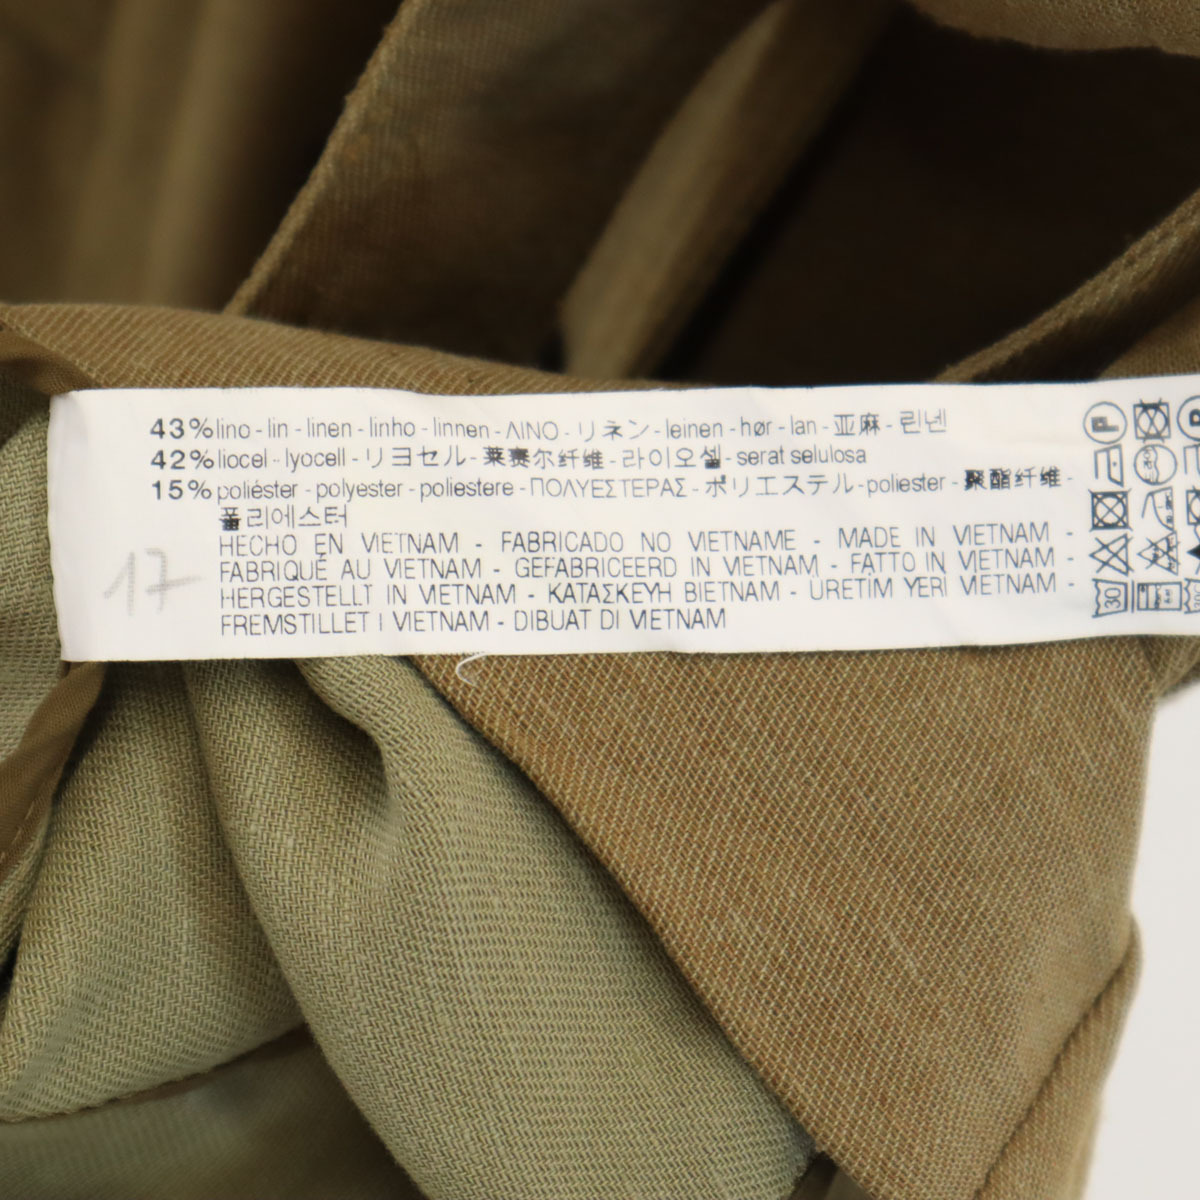 43% lino - lin - linen - linho - linnen - ΛΙΝΟ - リネン - leinen - hør - lan - 亚麻 - 린넨
42% liocel - lyocell - リヨセル - 莱赛尔纤维 - 라이오셀 - serat selulosa
15% poliéster - polyester - poliestere - ΠΟΛΥΕΣΤΕΡΑΣ - ポリエステル - poliester - 聚酯纤维 -
폴리에스터
HECHO EN VIETNAM - FABRICADO NO VIETNAME - MADE IN VIETNAM -
FABRIQUÉ AU VIETNAM - GEFABRICEERD IN VIETNAM - FATTO IN VIETNAM -
HERGESTELLT IN VIETNAM - ΚΑΤΑΣΚΕΥΗ ΒΙΕΤΝΑΜ - ÜRETİM YERİ VIETNAM -
FREMSTILLET I VIETNAM - DIBUAT DI VIETNAM
17
P
30